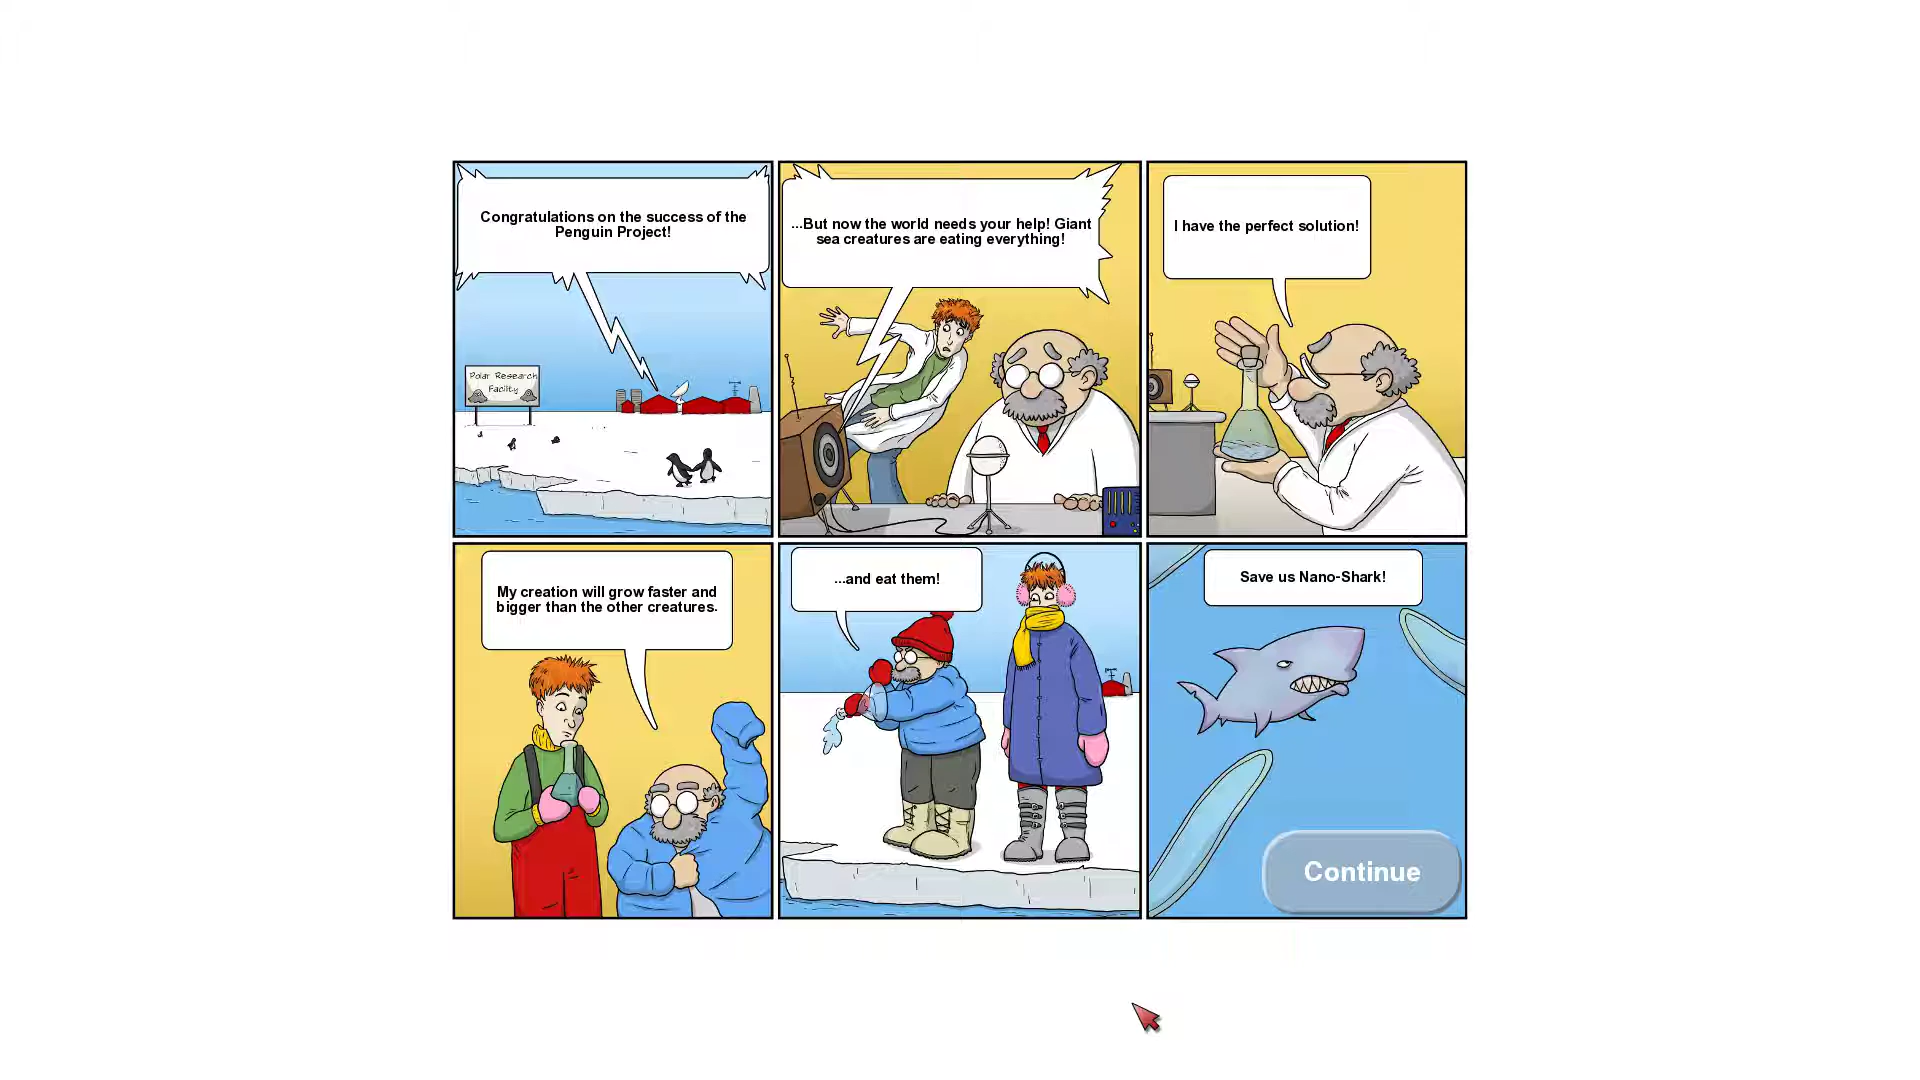 Congratulations on the success of the
Penguin Project!
...But now the world needs your help! Giant
sea creatures are eating everything!
I have the perfect solution!
Polar Research
Facility
My creation will grow faster and
bigger than the other creatures.
...and eat them!
Save us Nano-Shark!
Continue